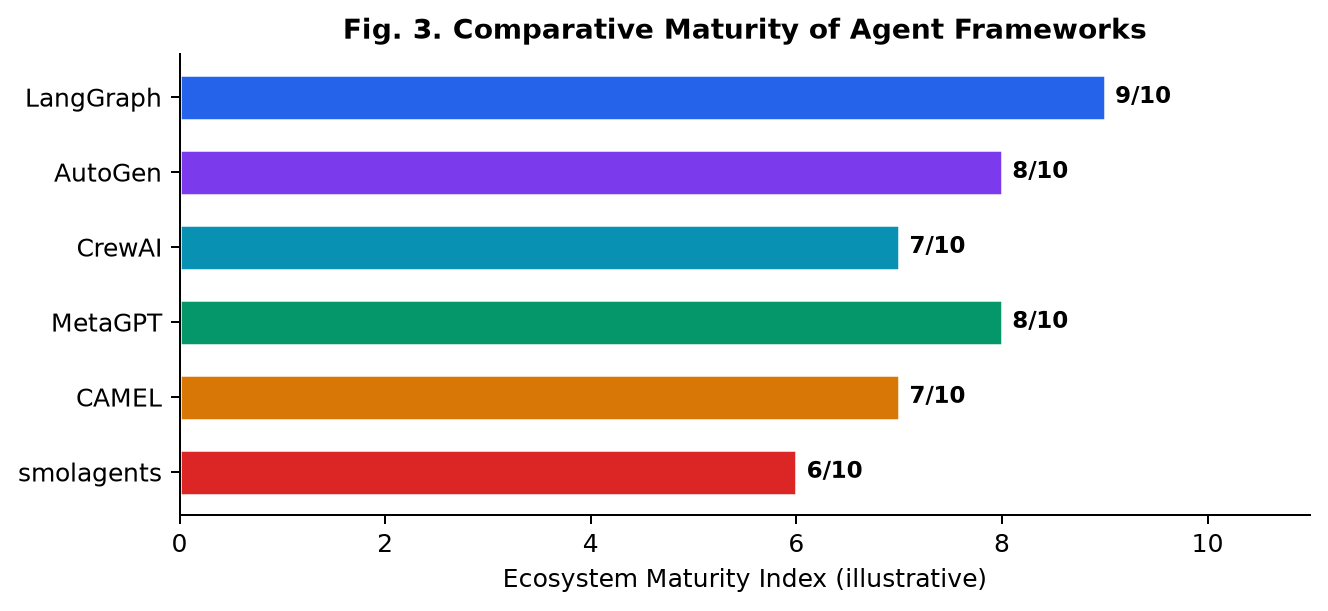 Fig. 3. Comparative Maturity of Agent Frameworks
LangGraph 9/10
AutoGen 8/10
CrewAI 7/10
MetaGPT 8/10
CAMEL 7/10
smolagents 6/10
0 2 4 6 8 10
Ecosystem Maturity Index (illustrative)